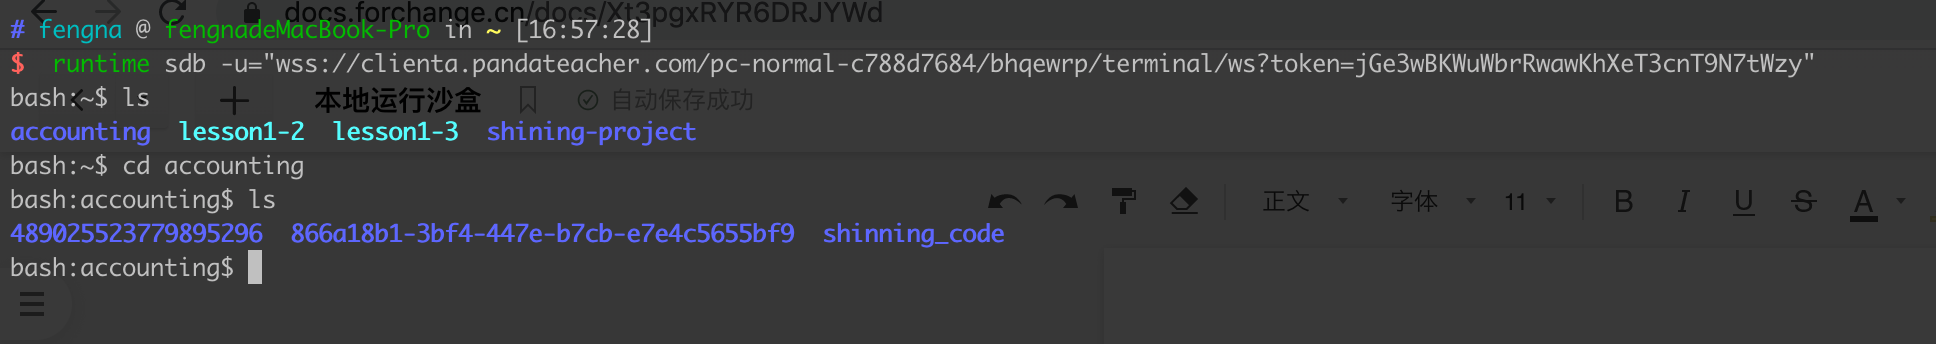 docs.forchange.cn/docs/Xt3pgxRYR6DRJYWd
# fengna @ fengnadeMacBook-Pro in ~ [16:57:28]
$ runtime sdb -u="wss://clienta.pandateacher.com/pc-normal-c788d7684/bhqewrp/terminal/ws?token=jGe3wBKWuWbrRwawKhXeT3cnT9N7tWzy"
bash:~$ ls
本地运行沙盒 自动保存成功
accounting lesson1-2 lesson1-3 shining-project
bash:~$ cd accounting
bash:accounting$ ls
正文 字体 11 B I U S A
489025523779895296 866a18b1-3bf4-447e-b7cb-e7e4c5655bf9 shinning_code
bash:accounting$